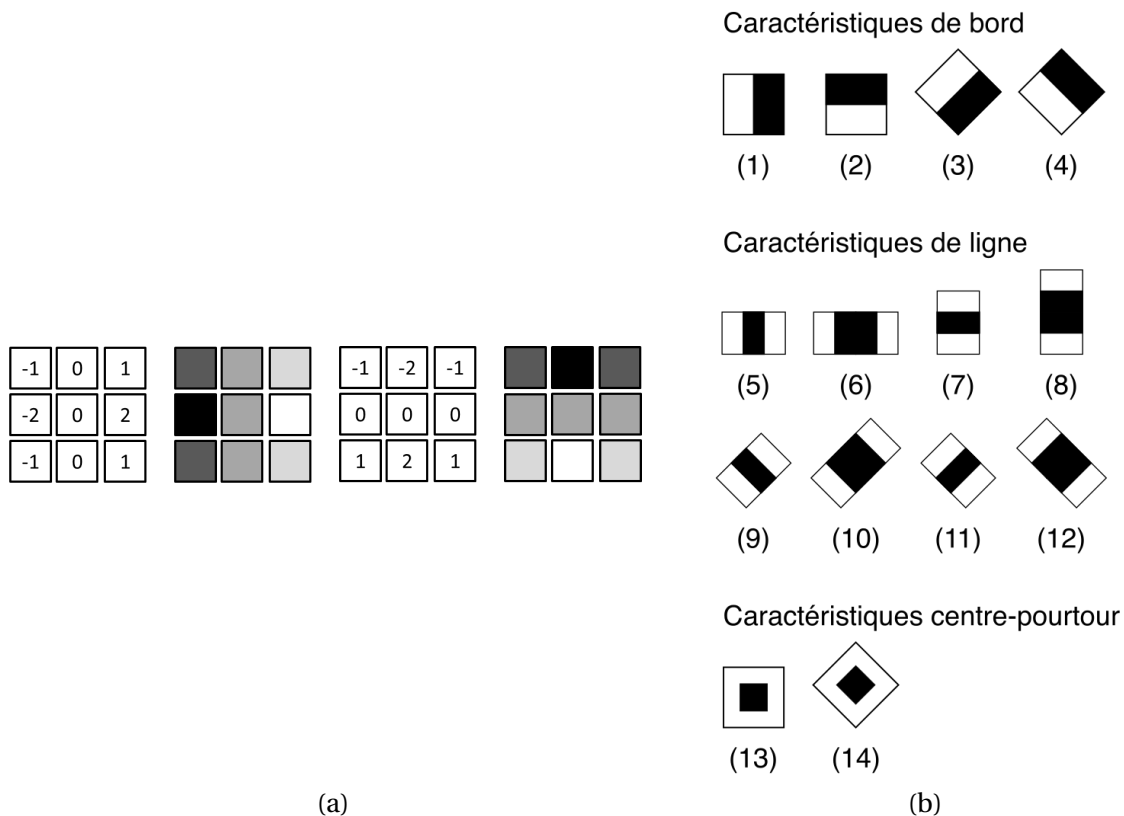 Caractéristiques de bord
(1) (2) (3) (4)
Caractéristiques de ligne
-1 0 1 -1 -2 -1
-2 0 2 0 0 0
-1 0 1 1 2 1
(5) (6) (7) (8)
(9) (10) (11) (12)
Caractéristiques centre-pourtour
(13) (14)
(a) (b)